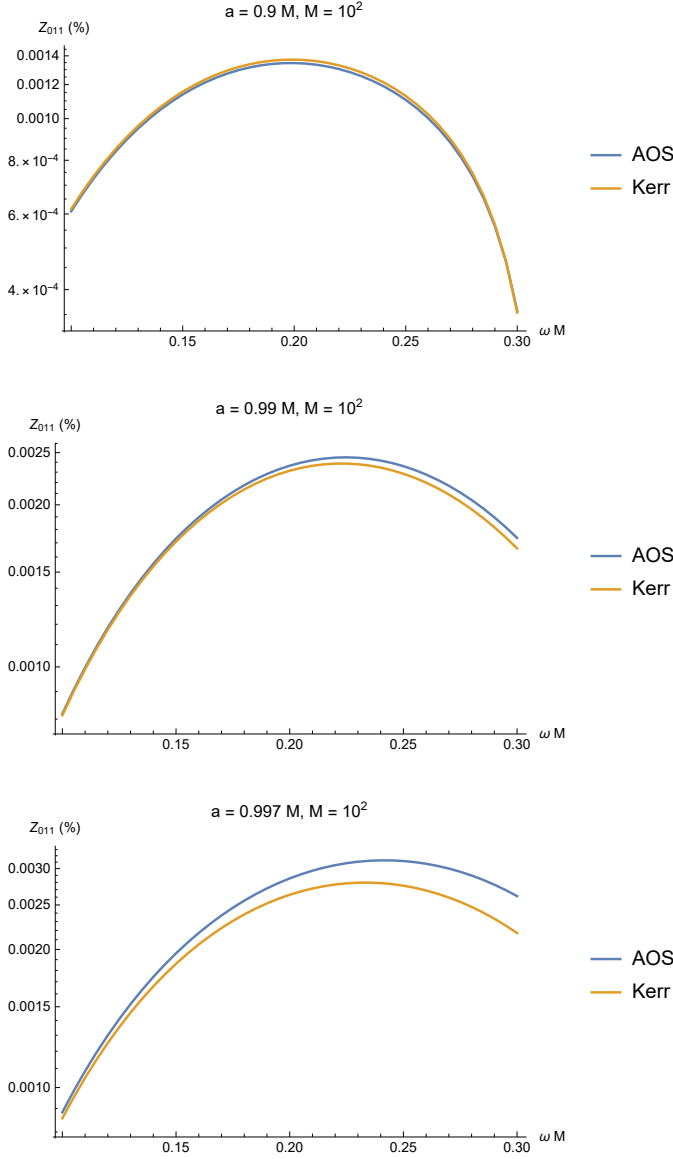 a = 0.9 M, M = 10²
Z₀₁₁ (%)
0.0014
0.0012
0.0010
8. × 10⁻⁴
6. × 10⁻⁴
4. × 10⁻⁴
0.15 0.20 0.25 0.30 ω M
AOS
Kerr
a = 0.99 M, M = 10²
Z₀₁₁ (%)
0.0025
0.0020
0.0015
0.0010
0.15 0.20 0.25 0.30 ω M
AOS
Kerr
a = 0.997 M, M = 10²
Z₀₁₁ (%)
0.0030
0.0025
0.0020
0.0015
0.0010
0.15 0.20 0.25 0.30 ω M
AOS
Kerr